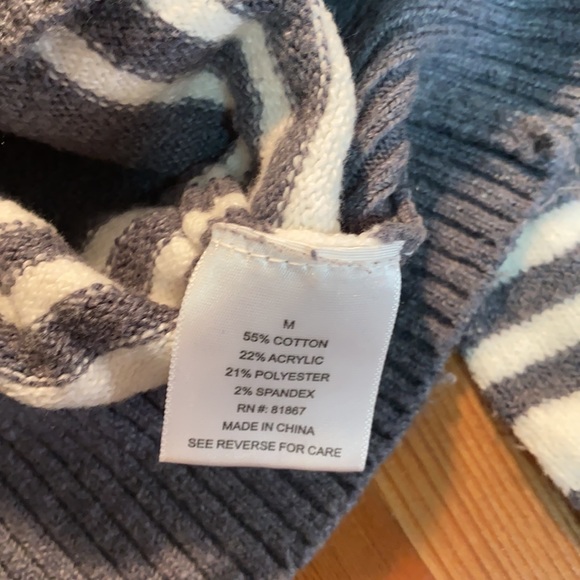 M
55% COTTON
22% ACRYLIC
21% POLYESTER
2% SPANDEX
RN #: 81867
MADE IN CHINA
SEE REVERSE FOR CARE